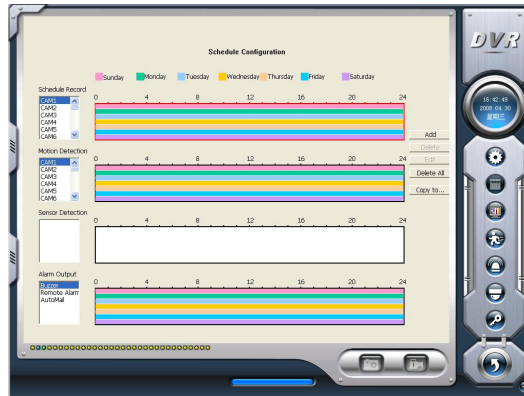 DVR
Schedule Configuration
Sunday Monday Tuesday Wednesday Thursday Friday Saturday
Schedule Record
0 4 8 12 16 20 24
CAM1
CAM2
CAM3
CAM4
CAM5
CAM6
16:42:49
2008 04 30
星期三
Add
Delete
Edit
Delete All
Copy to...
Motion Detection
0 4 8 12 16 20 24
CAM1
CAM2
CAM3
CAM4
CAM5
CAM6
Sensor Detection
0 4 8 12 16 20 24
Alarm Output
0 4 8 12 16 20 24
Buzzer
Remote Alarm
AutoMail